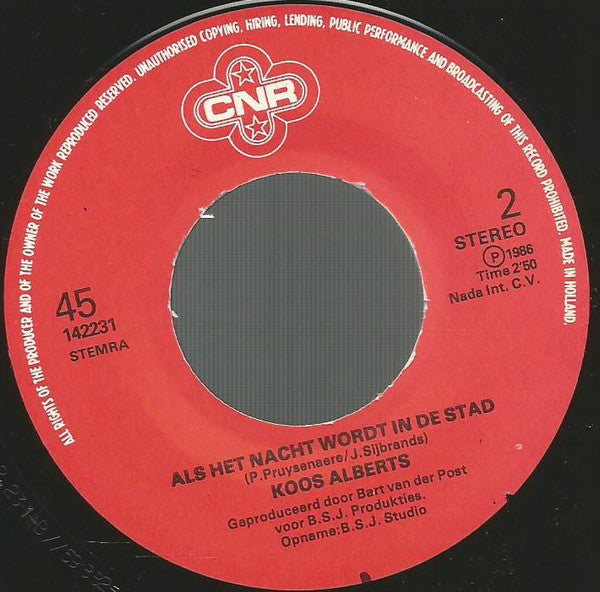 ALL RIGHTS OF THE PRODUCER AND OF THE OWNER OF THE WORK REPRODUCED RESERVED. UNAUTHORISED COPYING, HIRING, LENDING, PUBLIC PERFORMANCE AND BROADCASTING OF THIS RECORD PROHIBITED. MADE IN HOLLAND.
CNR
2
STEREO
Ⓟ 1986
Time 2'50
Nada Int. C.V.
45
142231
STEMRA
ALS HET NACHT WORDT IN DE STAD
(P.Pruysenaere/J.Sijbrands)
KOOS ALBERTS
Geproduceerd door Bart van der Post
voor B.S.J. Produkties.
Opname:B.S.J. Studio